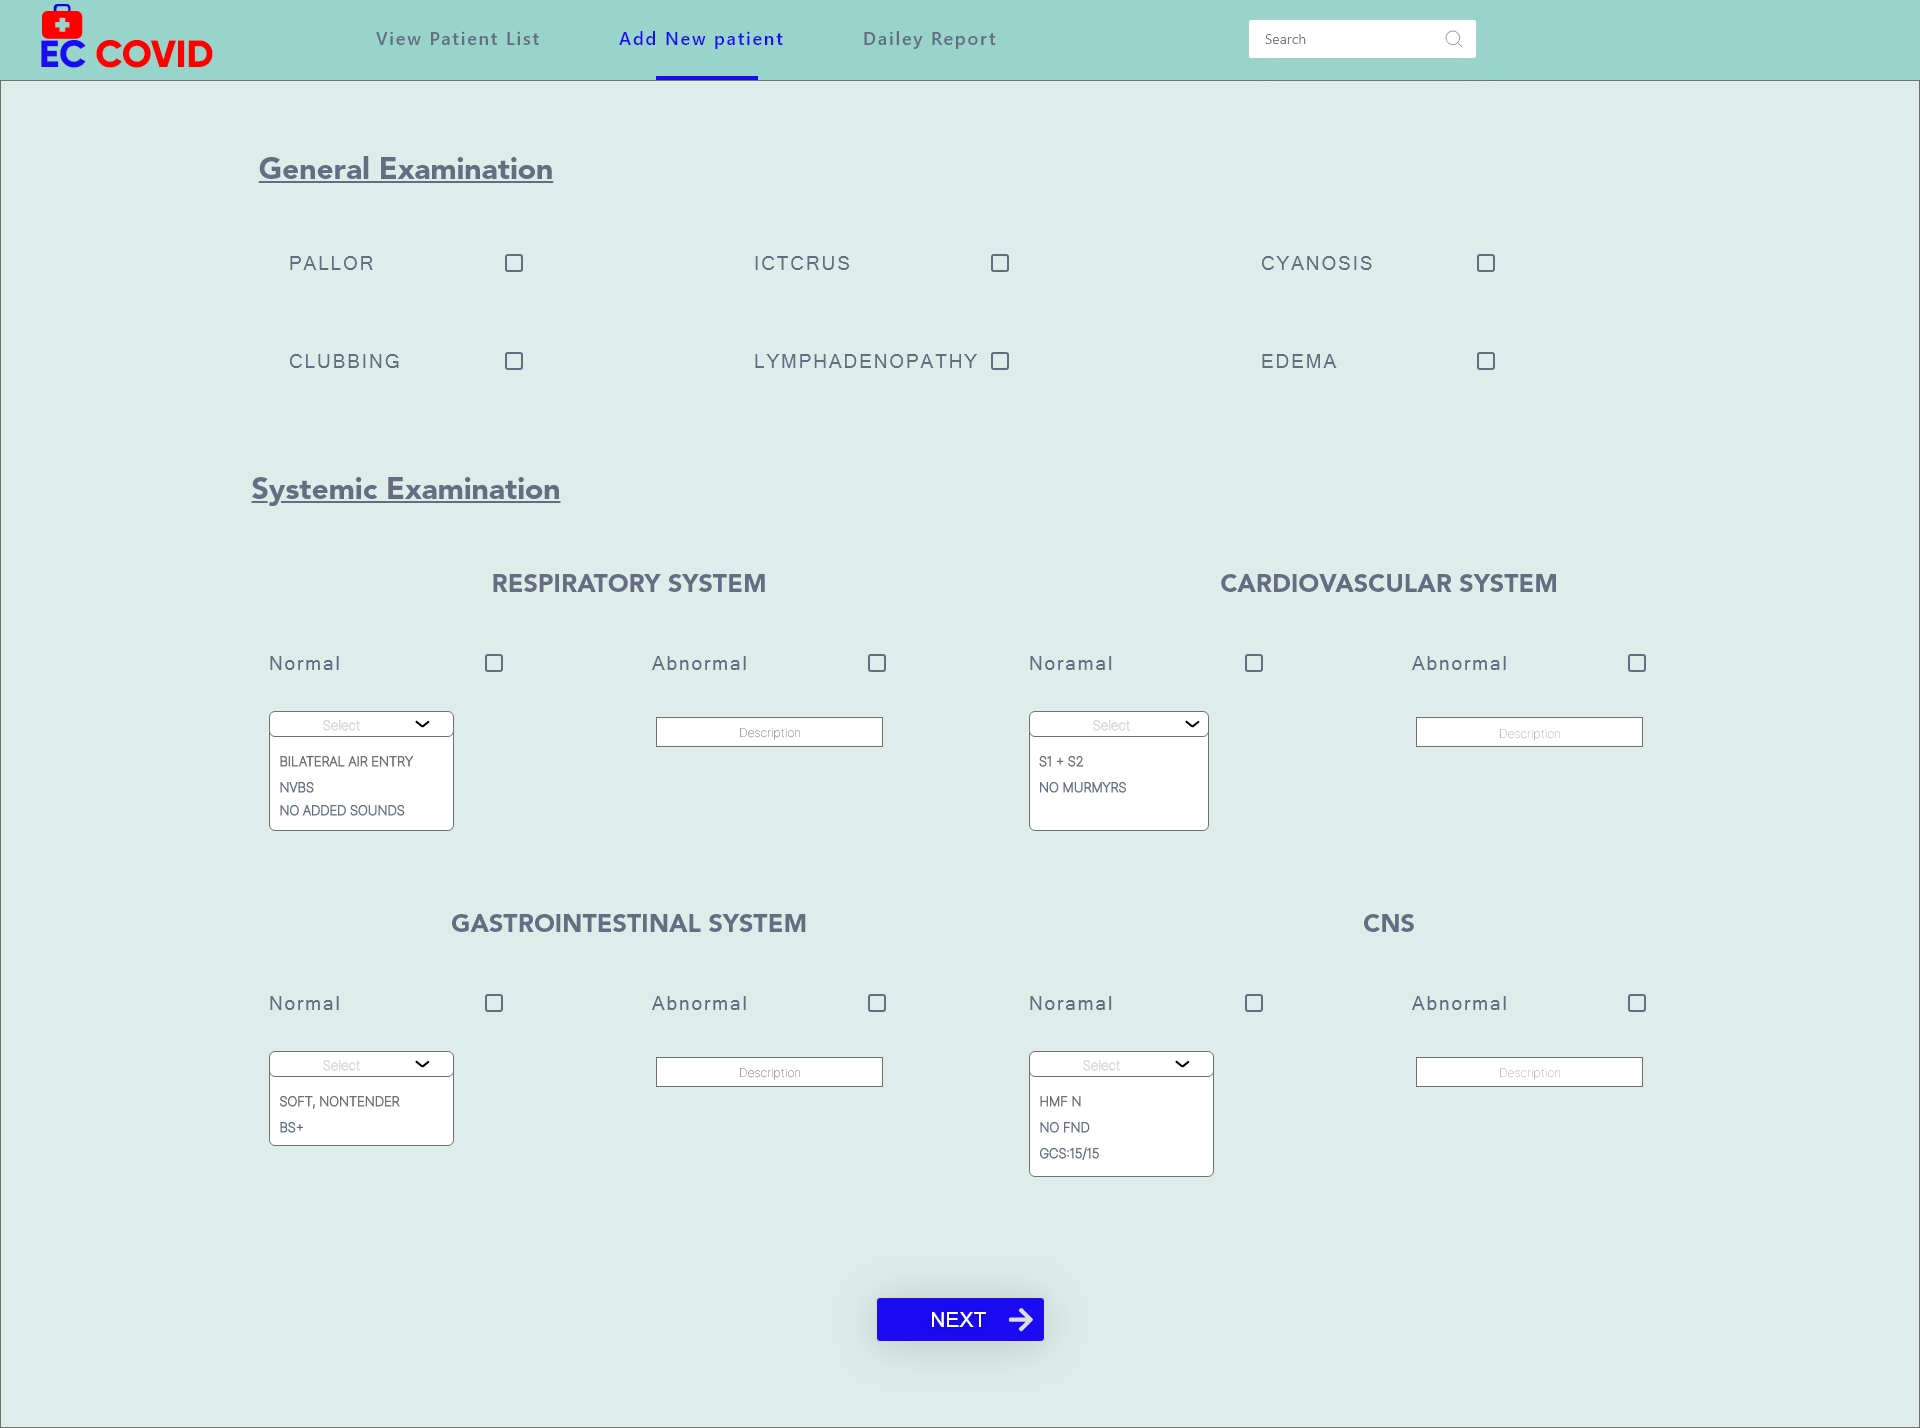 EC COVID
View Patient List
Add New patient
Dailey Report
Search
General Examination
PALLOR
ICTCRUS
CYANOSIS
CLUBBING
LYMPHADENOPATHY
EDEMA
Systemic Examination
RESPIRATORY SYSTEM
CARDIOVASCULAR SYSTEM
Normal
Abnormal
Noramal
Abnormal
Select
Description
Select
Description
BILATERAL AIR ENTRY
NVBS
NO ADDED SOUNDS
S1 + S2
NO MURMYRS
GASTROINTESTINAL SYSTEM
CNS
Normal
Abnormal
Noramal
Abnormal
Select
Description
Select
Description
SOFT, NONTENDER
BS+
HMF N
NO FND
GCS:15/15
NEXT